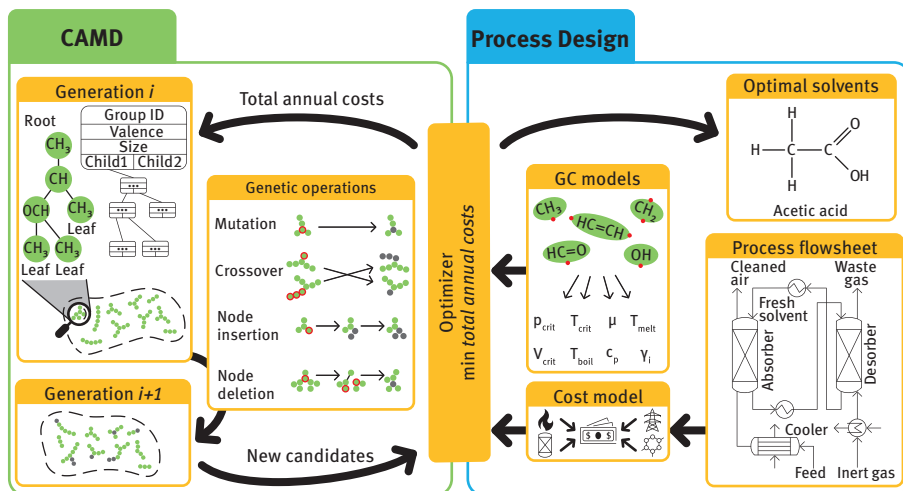 CAMD
Process Design
Generation i
Root
CH3
CH
OCH
CH3
Leaf
CH3
CH3
Leaf Leaf
Group ID
Valence
Size
Child1 Child2
Total annual costs
Genetic operations
Mutation
Crossover
Node
insertion
Node
deletion
Generation i+1
New candidates
Optimizer
min total annual costs
GC models
CH3
HC=CH
CH2
HC=O
OH
pcrit Tcrit μ Tmelt
Vcrit Tboil cp γi
Cost model
$
Optimal solvents
H
O
H C C
OH
H
Acetic acid
Process flowsheet
Cleaned
air
Waste
gas
Fresh
solvent
Absorber
Desorber
Cooler
Feed
Inert gas